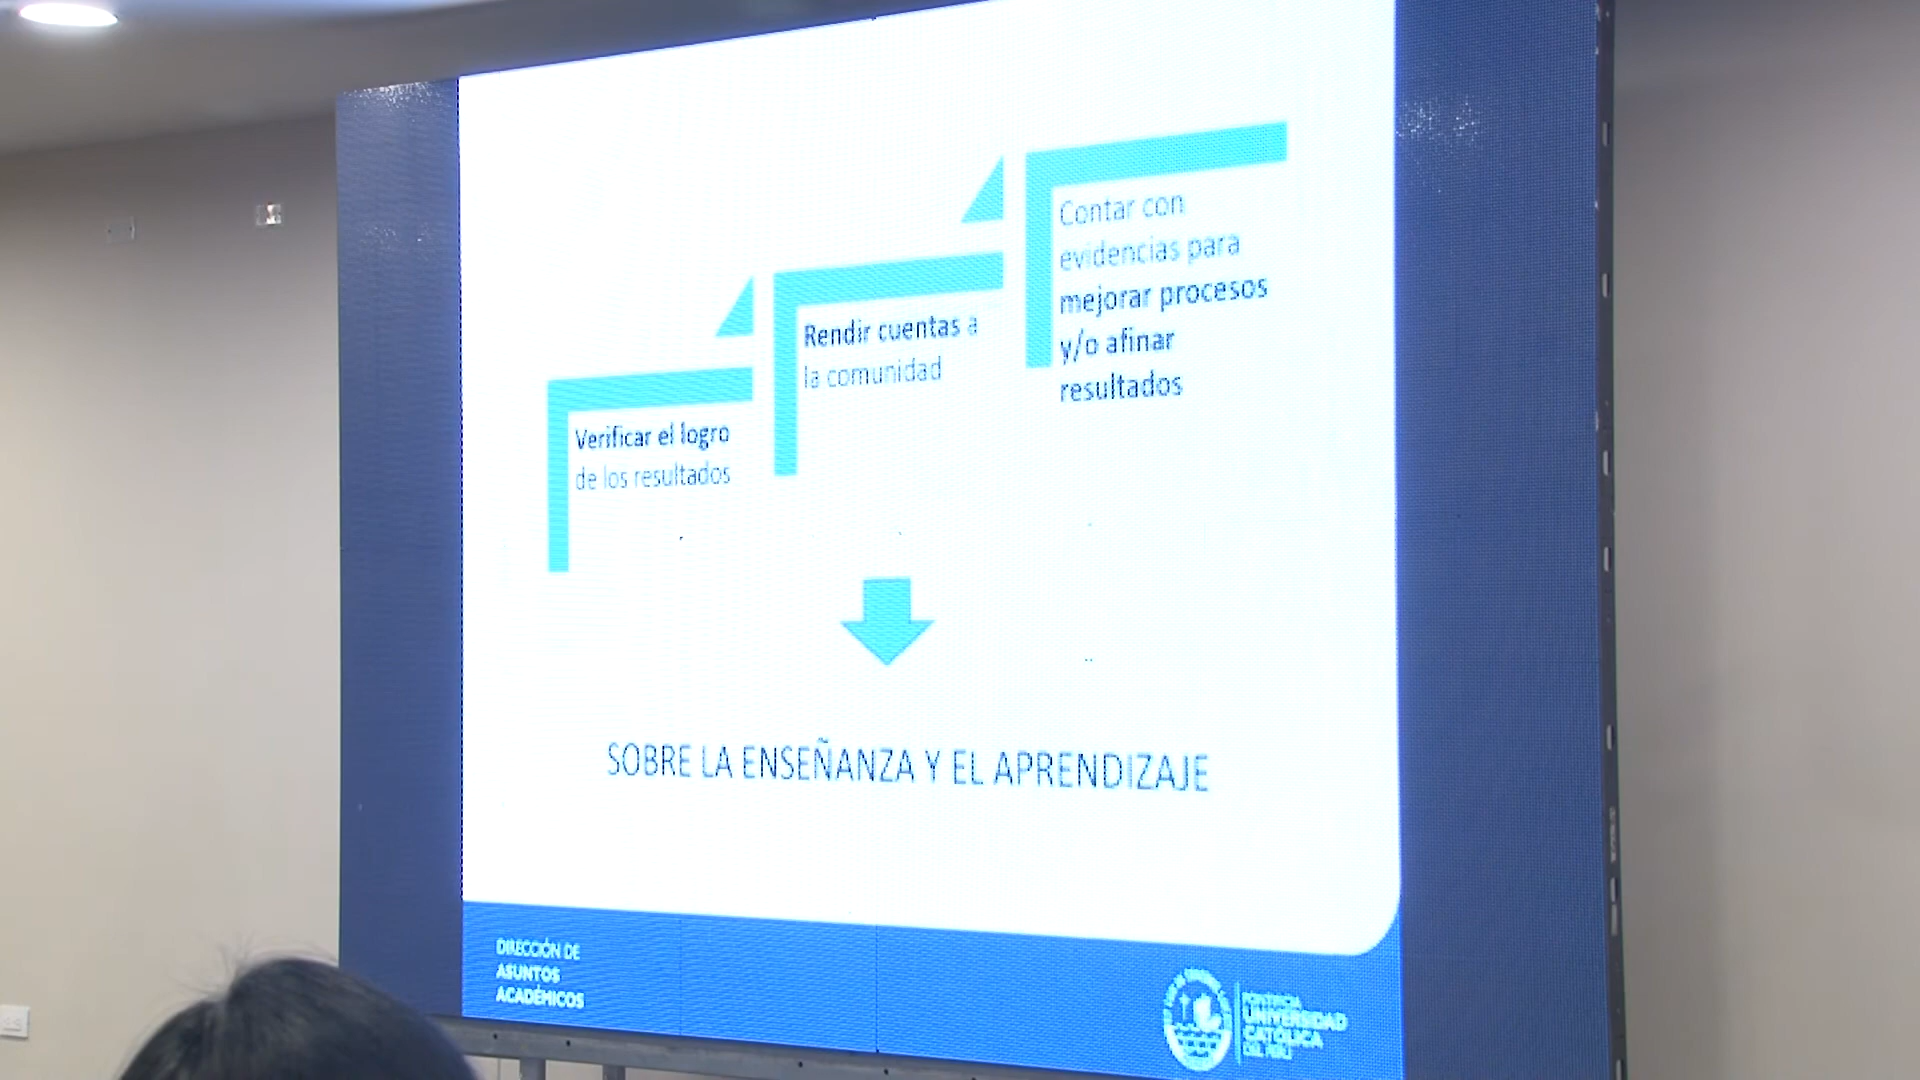 Verificar el logro
de los resultados
Rendir cuentas a
la comunidad
Contar con
evidencias para
mejorar procesos
y/o afinar
resultados
SOBRE LA ENSEÑANZA Y EL APRENDIZAJE
DIRECCIÓN DE
ASUNTOS
ACADÉMICOS
PONTIFICIA
UNIVERSIDAD
CATÓLICA
DEL PERÚ